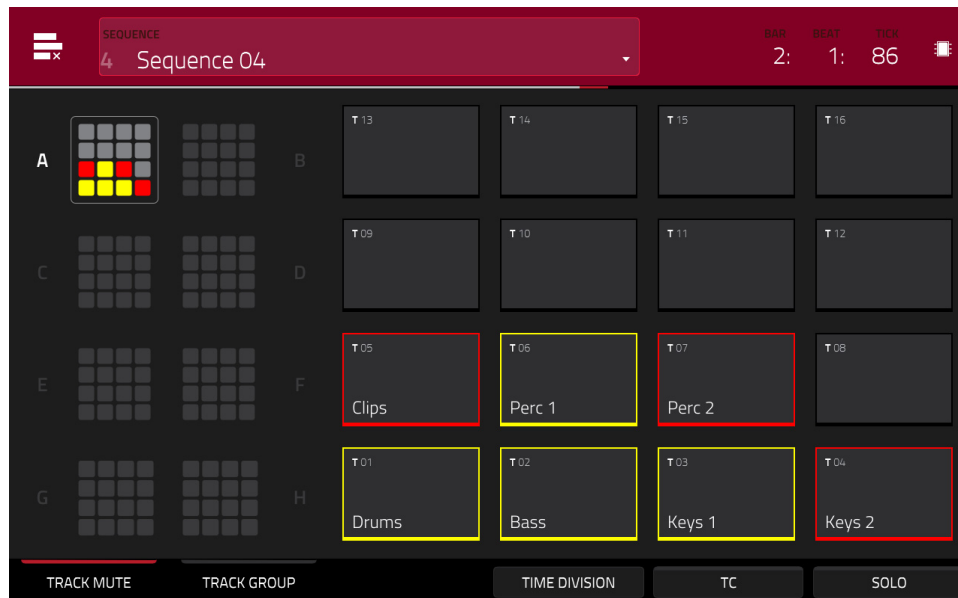 SEQUENCE
4 Sequence 04
BAR BEAT TICK
2: 1: 86
A
B
C
D
E
F
G
H
T 13
T 14
T 15
T 16
T 09
T 10
T 11
T 12
T 05
Clips
T 06
Perc 1
T 07
Perc 2
T 08
T 01
Drums
T 02
Bass
T 03
Keys 1
T 04
Keys 2
TRACK MUTE
TRACK GROUP
TIME DIVISION
TC
SOLO